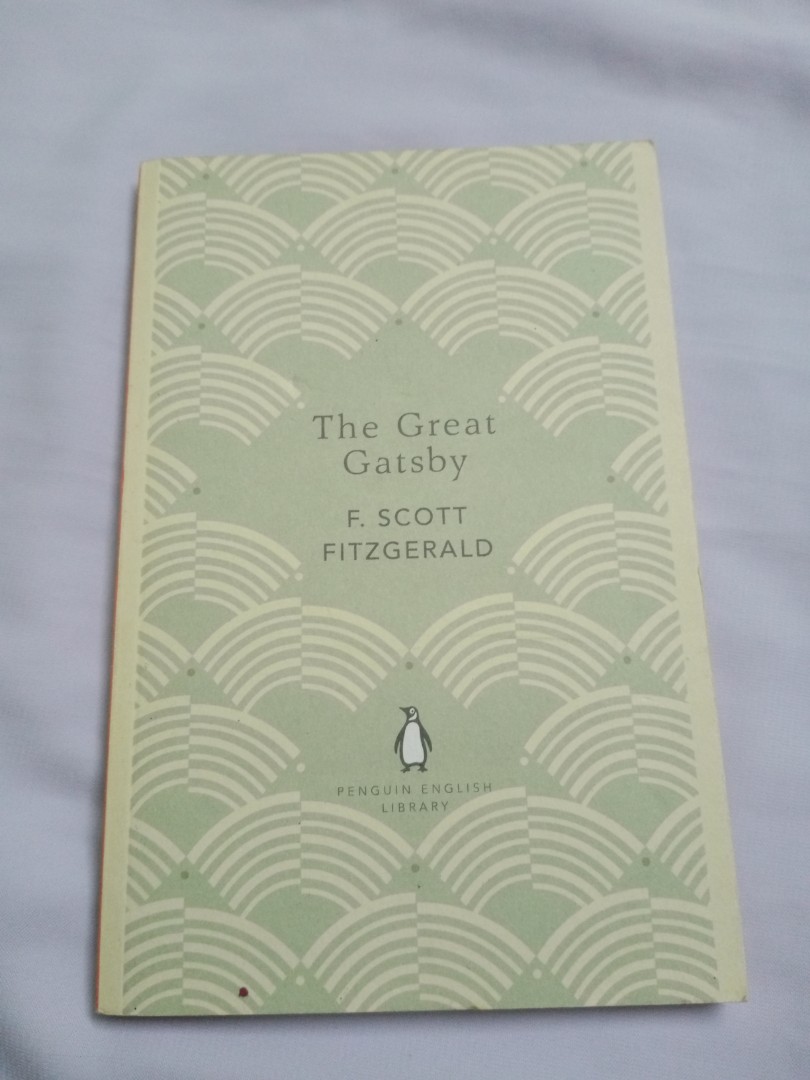 The Great
Gatsby
F. SCOTT
FITZGERALD
PENGUIN ENGLISH
LIBRARY